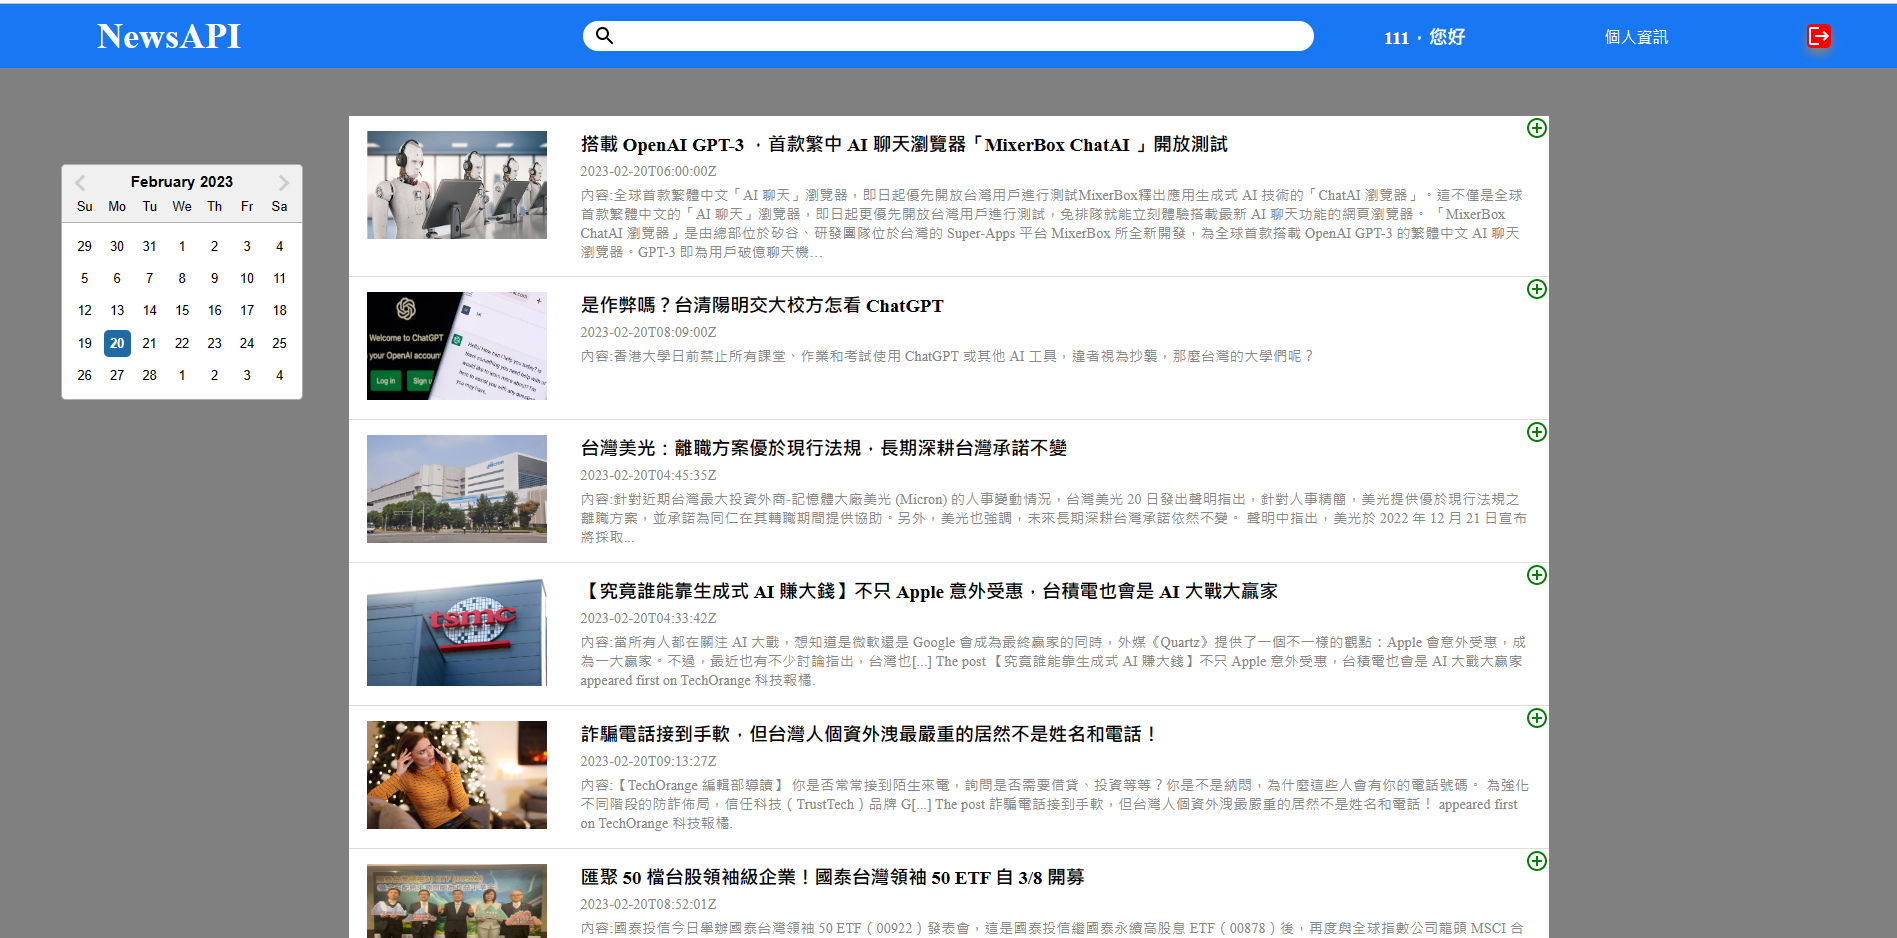 NewsAPI
111，您好
個人資訊
February 2023
Su Mo Tu We Th Fr Sa
29 30 31 1 2 3 4
5 6 7 8 9 10 11
12 13 14 15 16 17 18
19 20 21 22 23 24 25
26 27 28 1 2 3 4
搭載 OpenAI GPT-3 ，首款繁中 AI 聊天瀏覽器「MixerBox ChatAI 」開放測試
2023-02-20T06:00:00Z
內容:全球首款繁體中文「AI 聊天」瀏覽器，即日起優先開放台灣用戶進行測試MixerBox釋出應用生成式 AI 技術的「ChatAI 瀏覽器」。這不僅是全球
首款繁體中文的「AI 聊天」瀏覽器，即日起更優先開放台灣用戶進行測試，免排隊就能立刻體驗搭載最新 AI 聊天功能的網頁瀏覽器。「MixerBox
ChatAI 瀏覽器」是由總部位於矽谷、研發團隊位於台灣的 Super-Apps 平台 MixerBox 所全新開發，為全球首款搭載 OpenAI GPT-3 的繁體中文 AI 聊天
瀏覽器。GPT-3 即為用戶破億聊天機…
Welcome to ChatGPT
your OpenAI account
Log in
Sign u
是作弊嗎？台清陽明交大校方怎看 ChatGPT
2023-02-20T08:09:00Z
內容:香港大學日前禁止所有課堂、作業和考試使用 ChatGPT 或其他 AI 工具，違者視為抄襲，那麼台灣的大學們呢？
台灣美光：離職方案優於現行法規，長期深耕台灣承諾不變
2023-02-20T04:45:35Z
內容:針對近期台灣最大投資外商-記憶體大廠美光 (Micron) 的人事變動情況，台灣美光 20 日發出聲明指出，針對人事精簡，美光提供優於現行法規之
離職方案，並承諾為同仁在其轉職期間提供協助。另外，美光也強調，未來長期深耕台灣承諾依然不變。 聲明中指出，美光於 2022 年 12 月 21 日宣布
將採取...
tsmc
【究竟誰能靠生成式 AI 賺大錢】不只 Apple 意外受惠，台積電也會是 AI 大戰大贏家
2023-02-20T04:33:42Z
內容:當所有人都在關注 AI 大戰，想知道是微軟還是 Google 會成為最終贏家的同時，外媒《Quartz》提供了一個不一樣的觀點：Apple 會意外受惠，成
為一大贏家。不過，最近也有不少討論指出，台灣也[...] The post 【究竟誰能靠生成式 AI 賺大錢】不只 Apple 意外受惠，台積電也會是 AI 大戰大贏家
appeared first on TechOrange 科技報橘.
詐騙電話接到手軟，但台灣人個資外洩最嚴重的居然不是姓名和電話！
2023-02-20T09:13:27Z
內容:【TechOrange 編輯部導讀】 你是否常常接到陌生來電，詢問是否需要借貸、投資等等？你是不是納悶，為什麼這些人會有你的電話號碼。 為強化
不同階段的防詐佈局，信任科技（TrustTech）品牌 G[...] The post 詐騙電話接到手軟，但台灣人個資外洩最嚴重的居然不是姓名和電話！ appeared first
on TechOrange 科技報橘.
匯聚 50 檔台股領袖級企業！國泰台灣領袖 50 ETF 自 3/8 開募
2023-02-20T08:52:01Z
內容:國泰投信今日舉辦國泰台灣領袖 50 ETF（00922）發表會，這是國泰投信繼國泰永續高股息 ETF（00878）後，再度與全球指數公司龍頭 MSCI 合